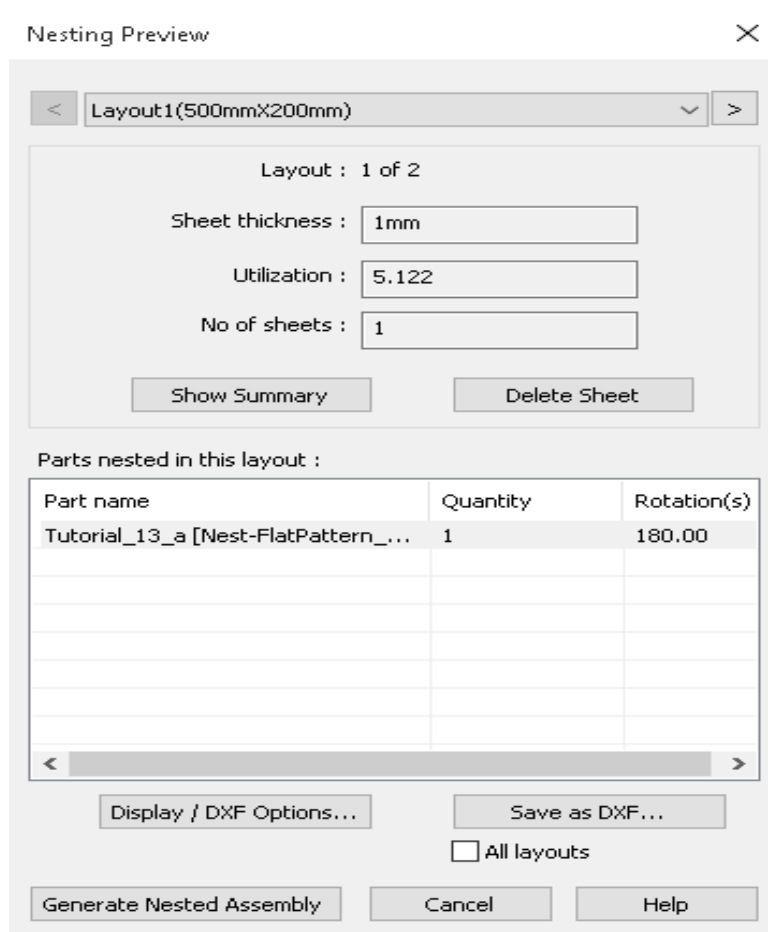 Nesting Preview
< Layout1(500mmX200mm) >
Layout : 1 of 2
Sheet thickness : 1mm
Utilization : 5.122
No of sheets : 1
Show Summary Delete Sheet
Parts nested in this layout :
Part name Quantity Rotation(s)
Tutorial_13_a [Nest-FlatPattern_... 1 180.00
Display / DXF Options... Save as DXF...
All layouts
Generate Nested Assembly Cancel Help